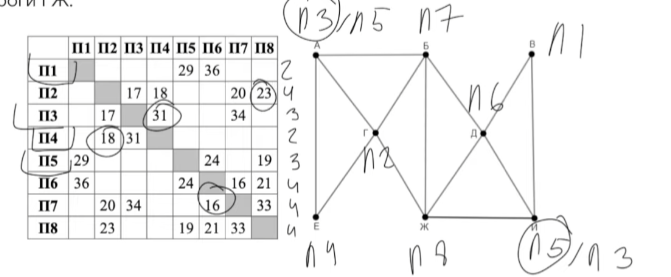 роги ГЖ.
П1 П2 П3 П4 П5 П6 П7 П8
П1 29 36 2
П2 17 18 20 23 4
П3 17 31 34 3
П4 18 31 2
П5 29 24 19 3
П6 36 24 16 21 4
П7 20 34 16 33 4
П8 23 19 21 33 4
п3/п5 п7
А Б В п1
п6
Г Д
п2
Е Ж И
п4 п8 п5/п3